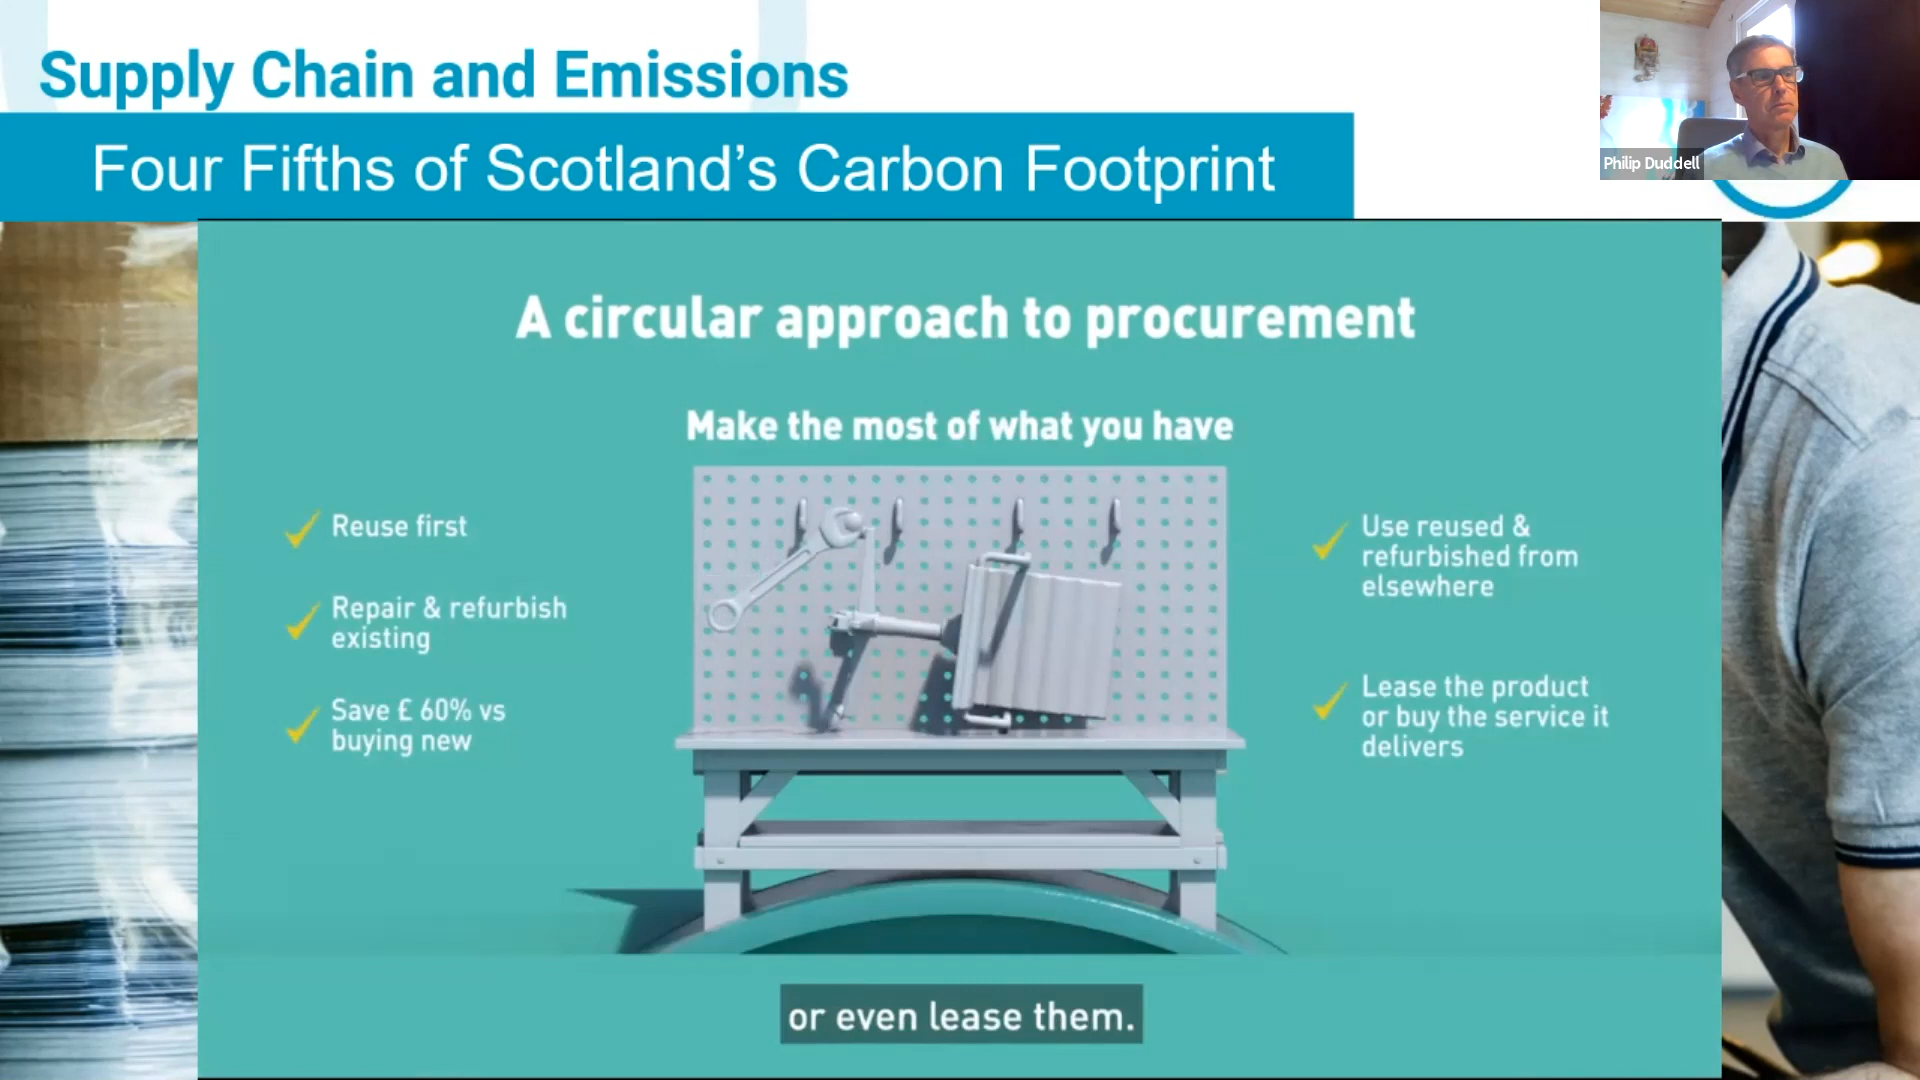 Supply Chain and Emissions
Four Fifths of Scotland’s Carbon Footprint
Philip Duddell
A circular approach to procurement
Make the most of what you have
Reuse first
Repair & refurbish
existing
Save £ 60% vs
buying new
Use reused &
refurbished from
elsewhere
Lease the product
or buy the service it
delivers
or even lease them.